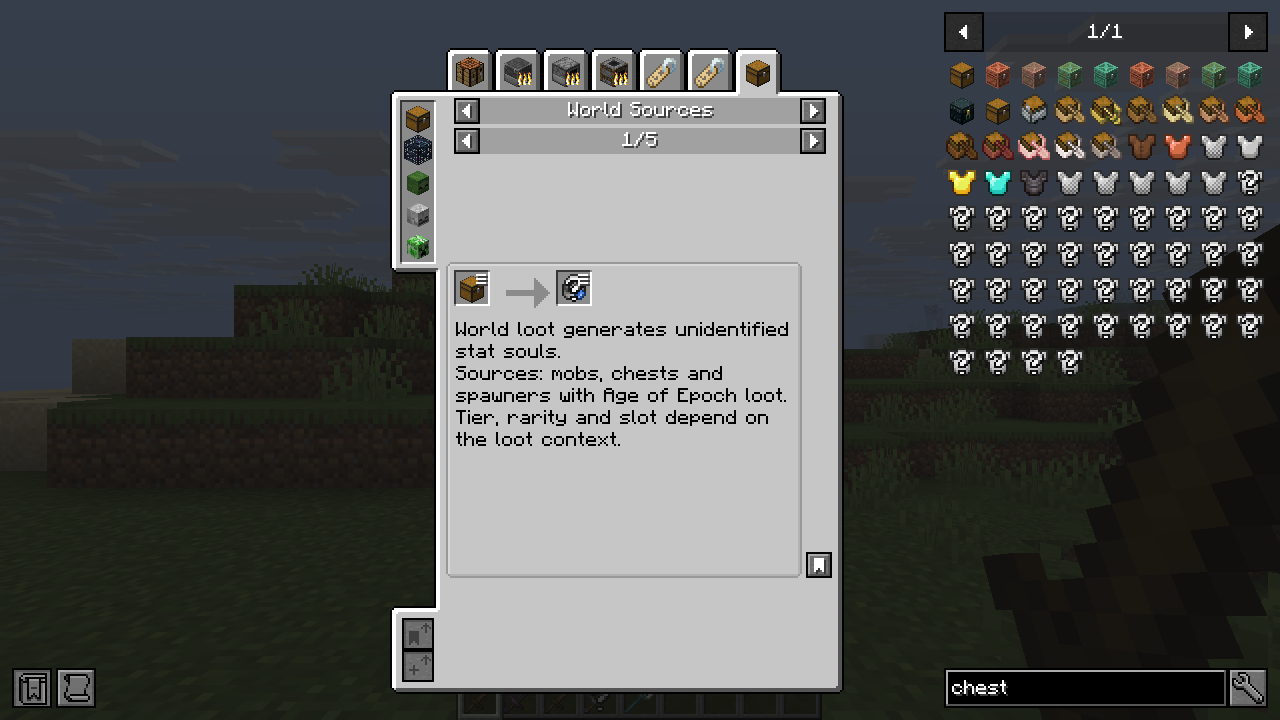 1/1
World Sources
1/5
World loot generates unidentified
stat souls.
Sources: mobs, chests and
spawners with Age of Epoch loot.
Tier, rarity and slot depend on
the loot context.
chest